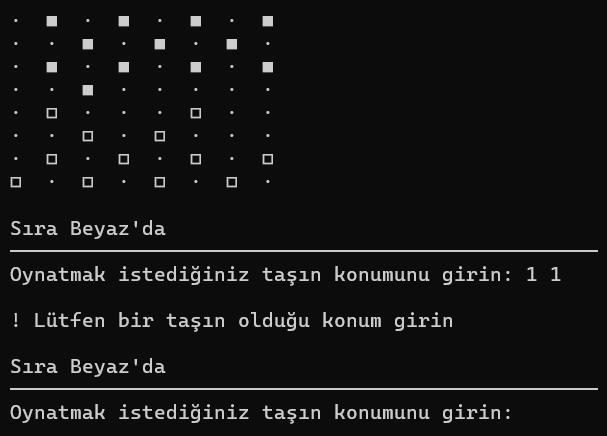 Sıra Beyaz'da
Oynatmak istediğiniz taşın konumunu girin: 1 1
! Lütfen bir taşın olduğu konum girin
Sıra Beyaz'da
Oynatmak istediğiniz taşın konumunu girin: